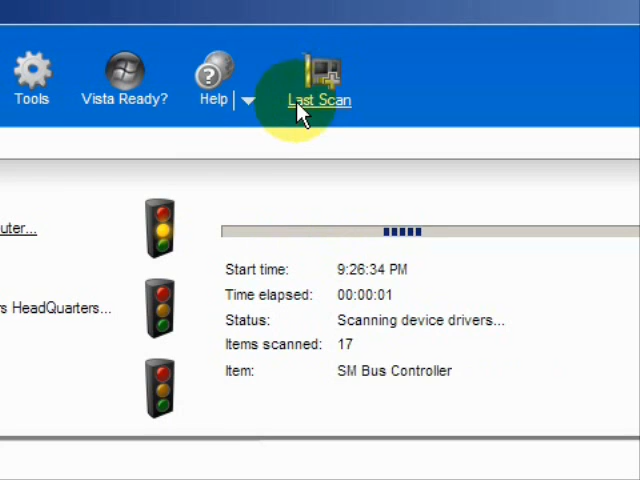 Tools Vista Ready? Help Last Scan
uter...
Start time: 9:26:34 PM
Time elapsed: 00:00:01
s HeadQuarters...
Status: Scanning device drivers...
Items scanned: 17
Item: SM Bus Controller